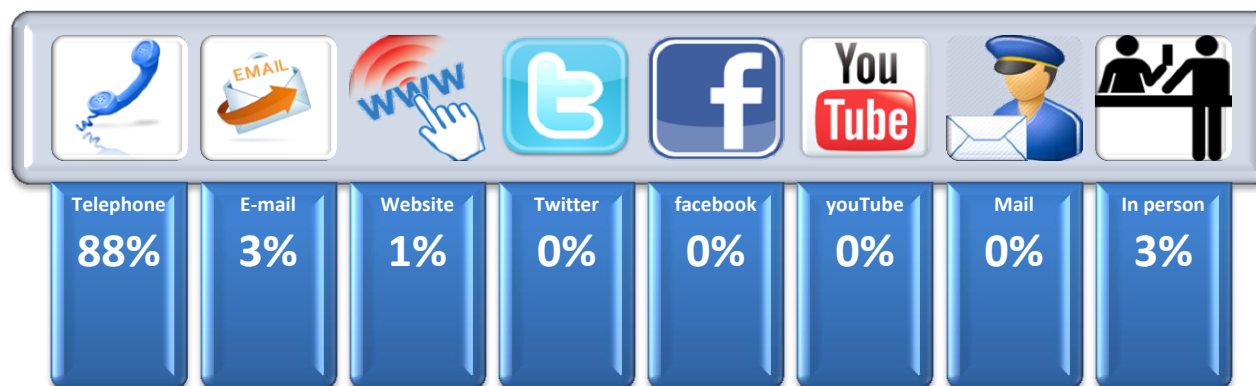 EMAIL
WWW
You
Tube
Telephone
88%
E-mail
3%
Website
1%
Twitter
0%
facebook
0%
youTube
0%
Mail
0%
In person
3%